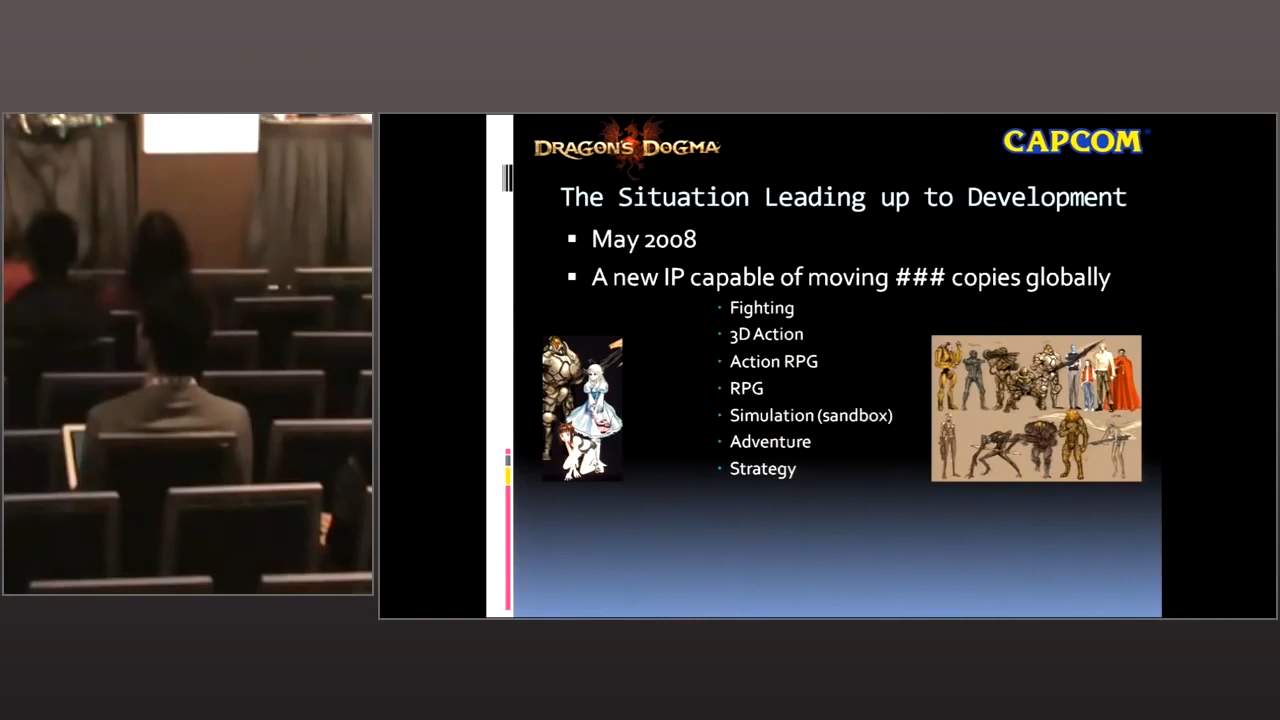 DRAGON'S DOGMA
CAPCOM
The Situation Leading up to Development
May 2008
A new IP capable of moving ### copies globally
Fighting
3D Action
Action RPG
RPG
Simulation (sandbox)
Adventure
Strategy